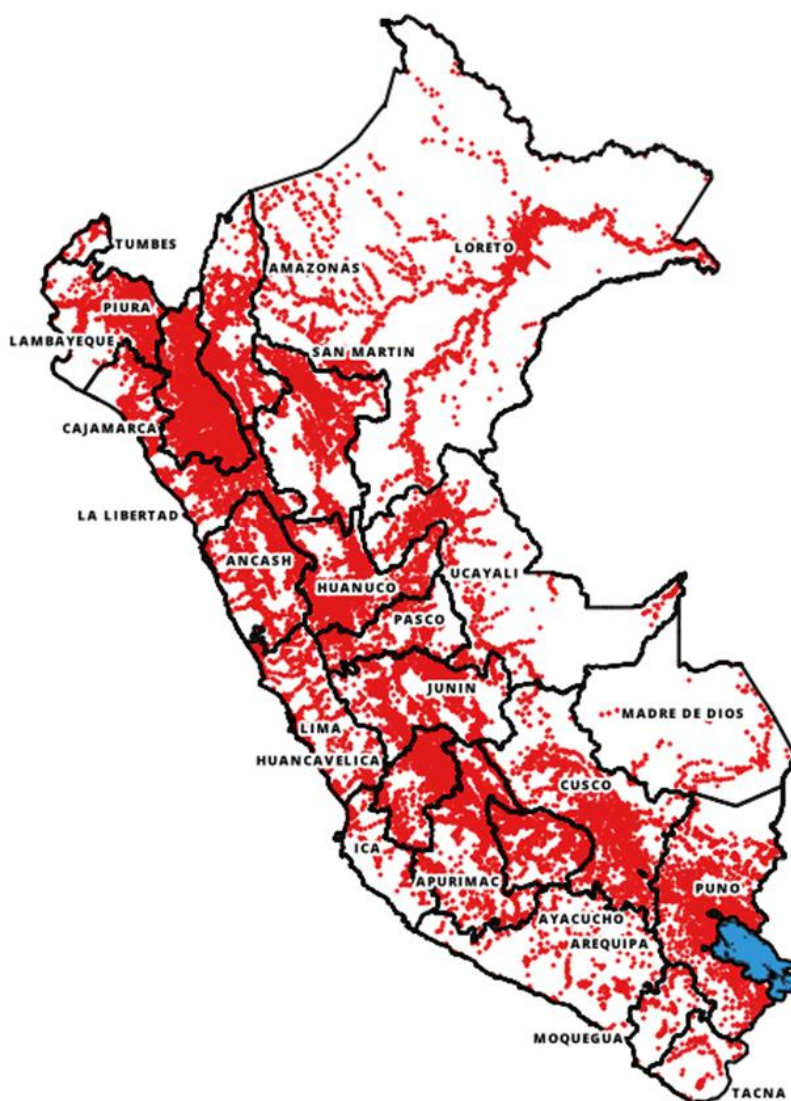 TUMBES
LORETO
AMAZONAS
PIURA
LAMBAYEQUE
SAN MARTIN
CAJAMARCA
LA LIBERTAD
ANCASH
HUANUCO
UCAYALI
PASCO
JUNIN
MADRE DE DIOS
LIMA
HUANCAVELICA
CUSCO
ICA
APURIMAC
PUNO
AYACUCHO
AREQUIPA
MOQUEGUA
TACNA